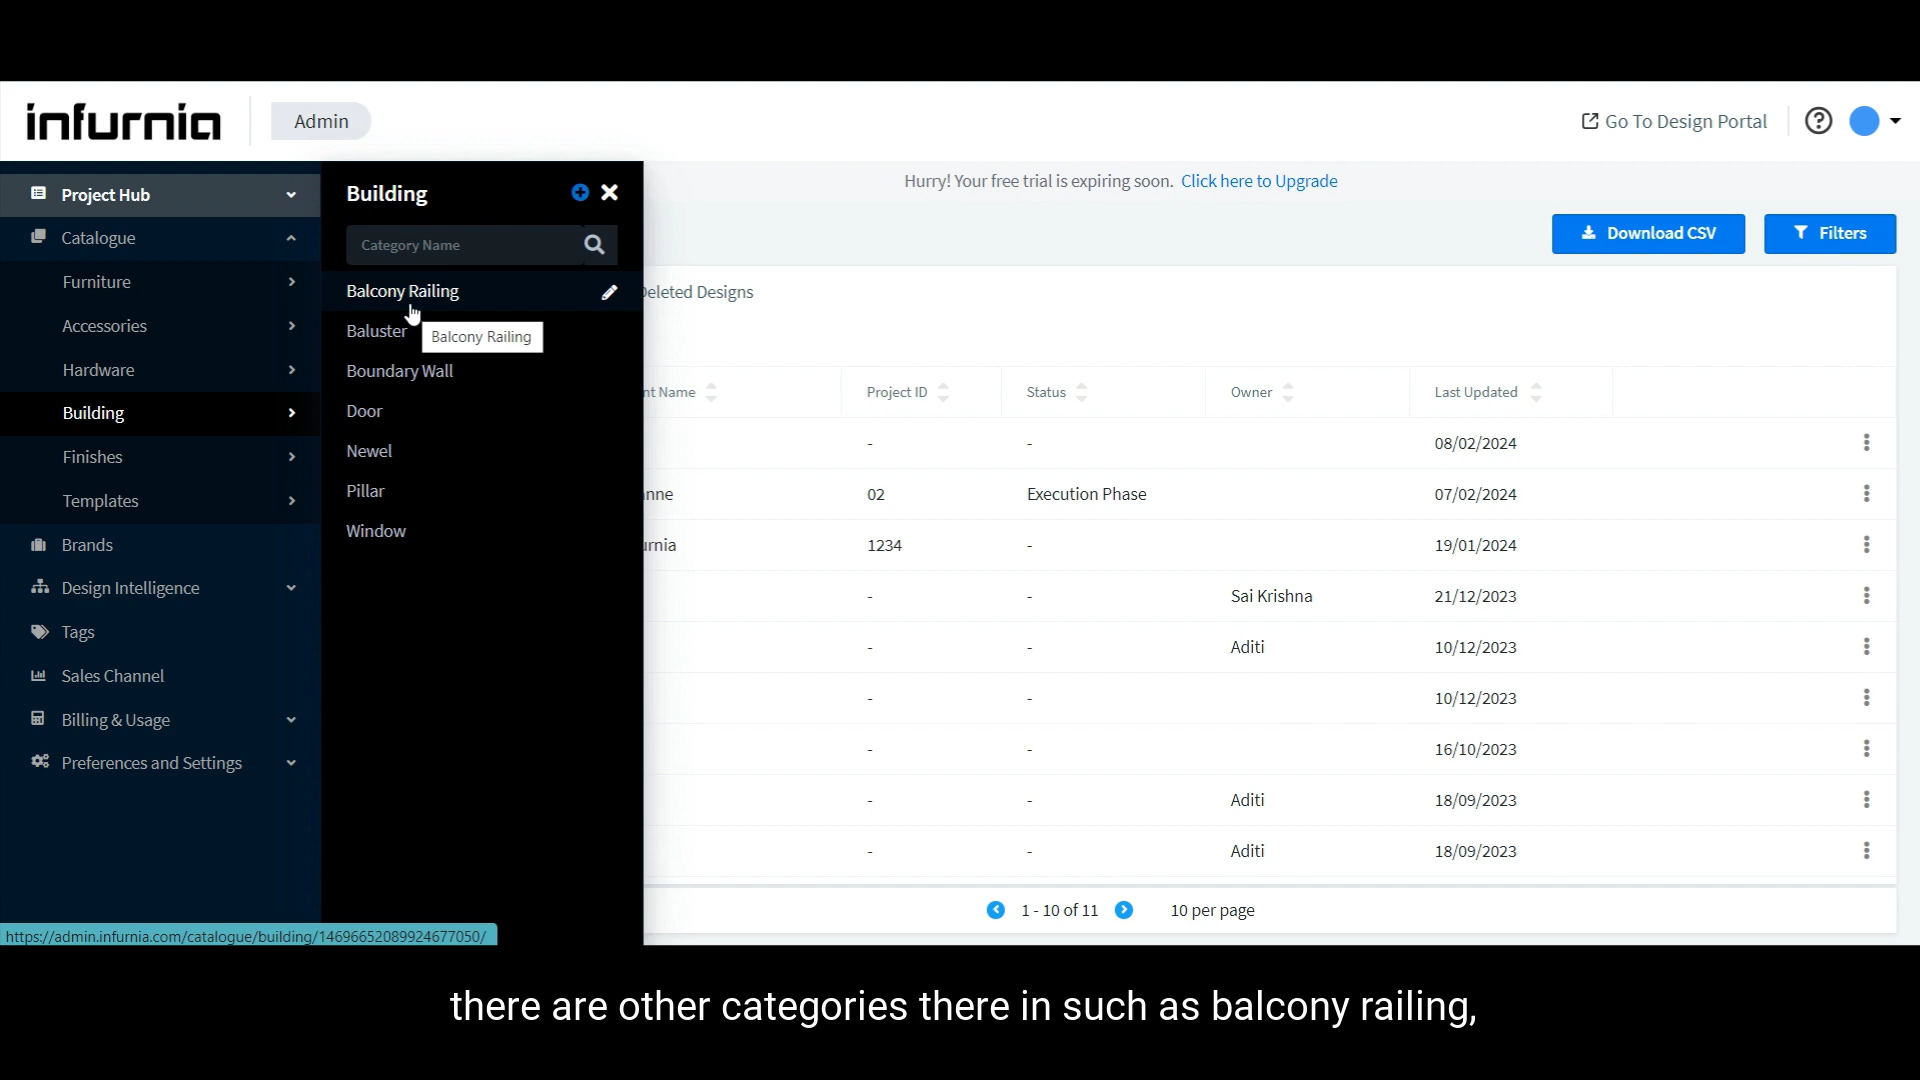 infurnia
Admin
Go To Design Portal
Hurry! Your free trial is expiring soon. Click here to Upgrade
Project Hub
Catalogue
Furniture
Accessories
Hardware
Building
Finishes
Templates
Brands
Design Intelligence
Tags
Sales Channel
Billing & Usage
Preferences and Settings
Building
Category Name
Balcony Railing
Baluster
Balcony Railing
Boundary Wall
Door
Newel
Pillar
Window
Download CSV
Filters
Deleted Designs
nt Name Project ID Status Owner Last Updated
- - 08/02/2024
nne 02 Execution Phase 07/02/2024
urnia 1234 - 19/01/2024
- - Sai Krishna 21/12/2023
- - Aditi 10/12/2023
- - 10/12/2023
- - 16/10/2023
- - Aditi 18/09/2023
- - Aditi 18/09/2023
1 - 10 of 11 10 per page
https://admin.infurnia.com/catalogue/building/14696652089924677050/
there are other categories there in such as balcony railing,